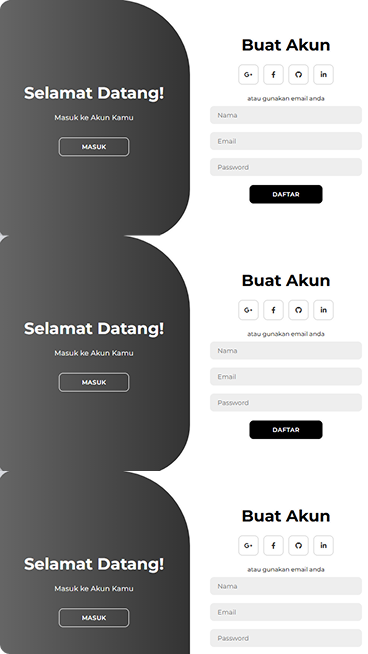 Selamat Datang!
Masuk ke Akun Kamu
MASUK
Buat Akun
G+
f
in
atau gunakan email anda
Nama
Email
Password
DAFTAR
Selamat Datang!
Masuk ke Akun Kamu
MASUK
Buat Akun
G+
f
in
atau gunakan email anda
Nama
Email
Password
DAFTAR
Selamat Datang!
Masuk ke Akun Kamu
MASUK
Buat Akun
G+
f
in
atau gunakan email anda
Nama
Email
Password